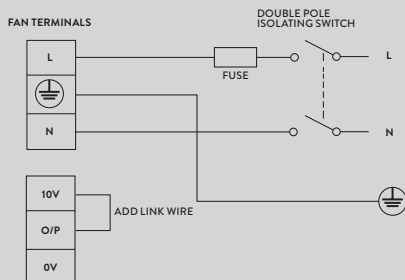 FAN TERMINALS
DOUBLE POLE
ISOLATING SWITCH
L
FUSE
L
N
N
10V
O/P
ADD LINK WIRE
0V